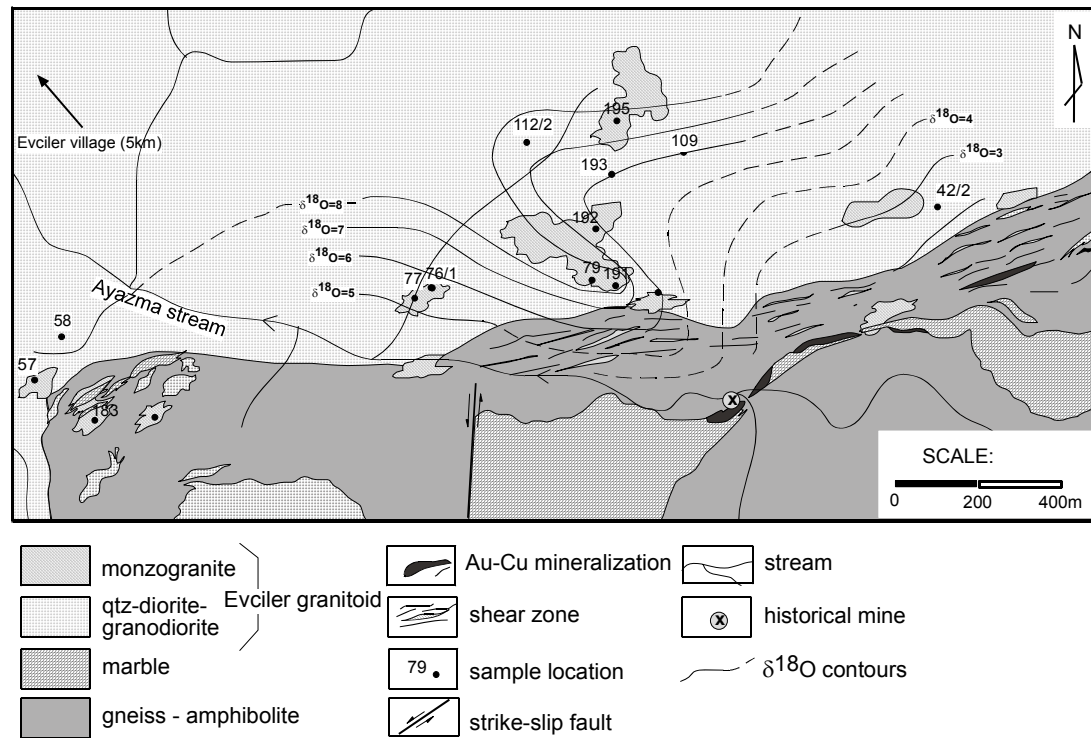 N
195
112/2
Evciler village (5km)
109
δ18O=4
δ18O=3
193
42/2
δ18O=8
192
δ18O=7
δ18O=6
79
191
77
76/1
δ18O=5
Ayazma stream
58
57
183
x
SCALE:
0 200 400m
monzogranite
qtz-diorite-
granodiorite
Evciler granitoid
marble
gneiss - amphibolite
Au-Cu mineralization
shear zone
79
sample location
strike-slip fault
stream
x
historical mine
δ18O contours